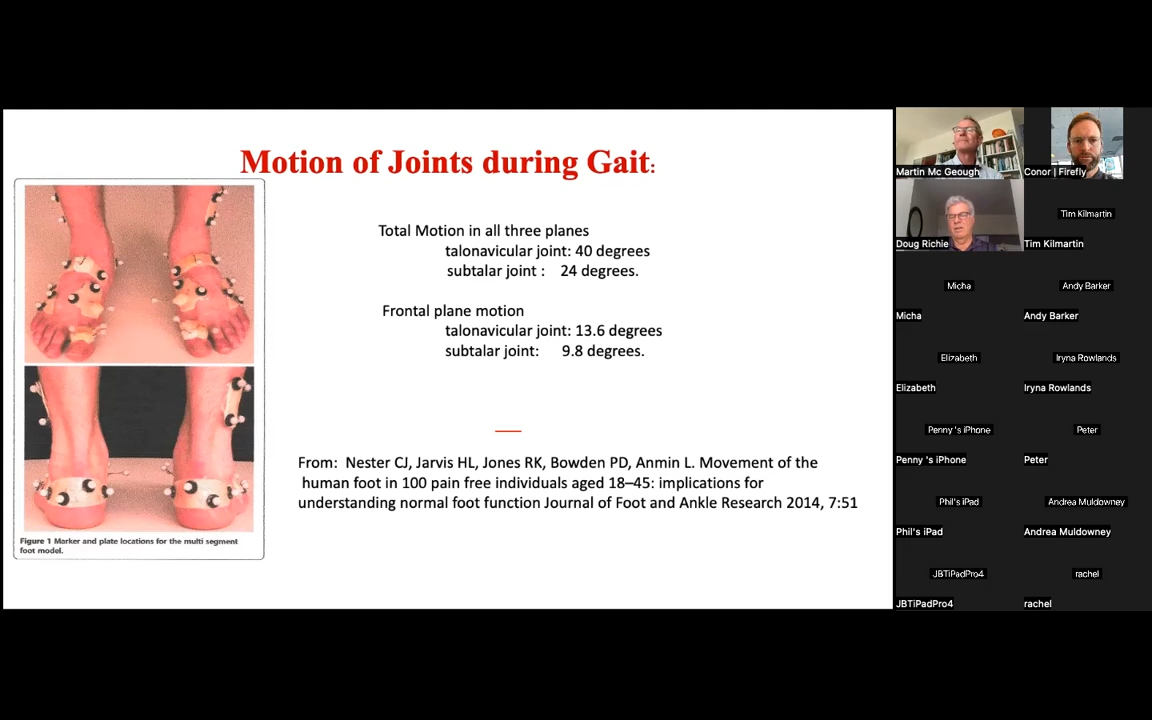 Motion of Joints during Gait:
Total Motion in all three planes
talonavicular joint: 40 degrees
subtalar joint : 24 degrees.
Frontal plane motion
talonavicular joint: 13.6 degrees
subtalar joint: 9.8 degrees.
From: Nester CJ, Jarvis HL, Jones RK, Bowden PD, Anmin L. Movement of the
human foot in 100 pain free individuals aged 18–45: implications for
understanding normal foot function Journal of Foot and Ankle Research 2014, 7:51
Figure 1 Marker and plate locations for the multi segment
foot model.
Martin Mc Geough
Conor | Firefly
Doug Richie
Tim Kilmartin
Tim Kilmartin
Micha
Andy Barker
Micha
Andy Barker
Elizabeth
Iryna Rowlands
Elizabeth
Iryna Rowlands
Penny 's iPhone
Peter
Penny 's iPhone
Peter
Phil's iPad
Andrea Muldowney
Phil's iPad
Andrea Muldowney
JBTiPadPro4
rachel
JBTiPadPro4
rachel